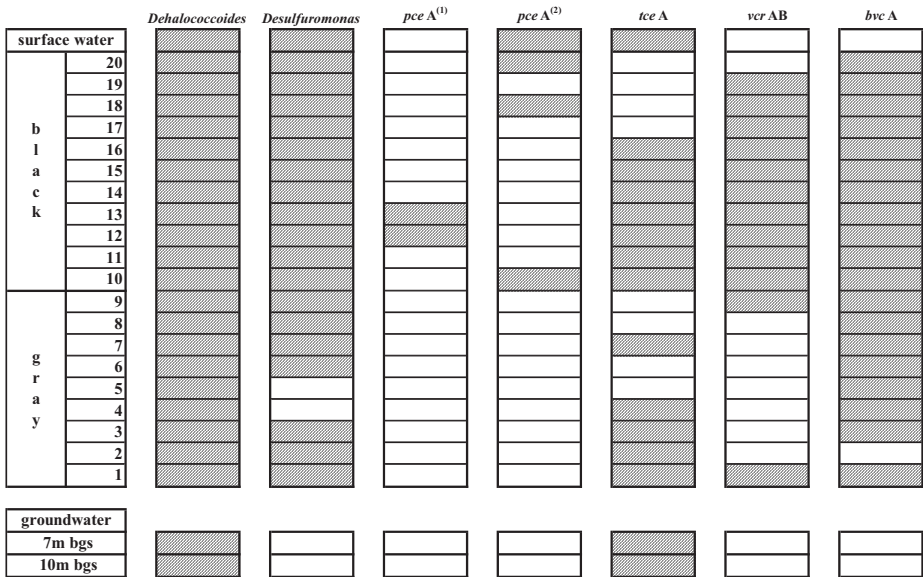 Dehalococcoides Desulfuromonas pce A(1) pce A(2) tce A vcr AB bvc A
surface water
20
19
18
b 17
l 16
a 15
c 14
k 13
12
11
10
9
8
7
g 6
r 5
a 4
y 3
2
1
groundwater
7m bgs
10m bgs